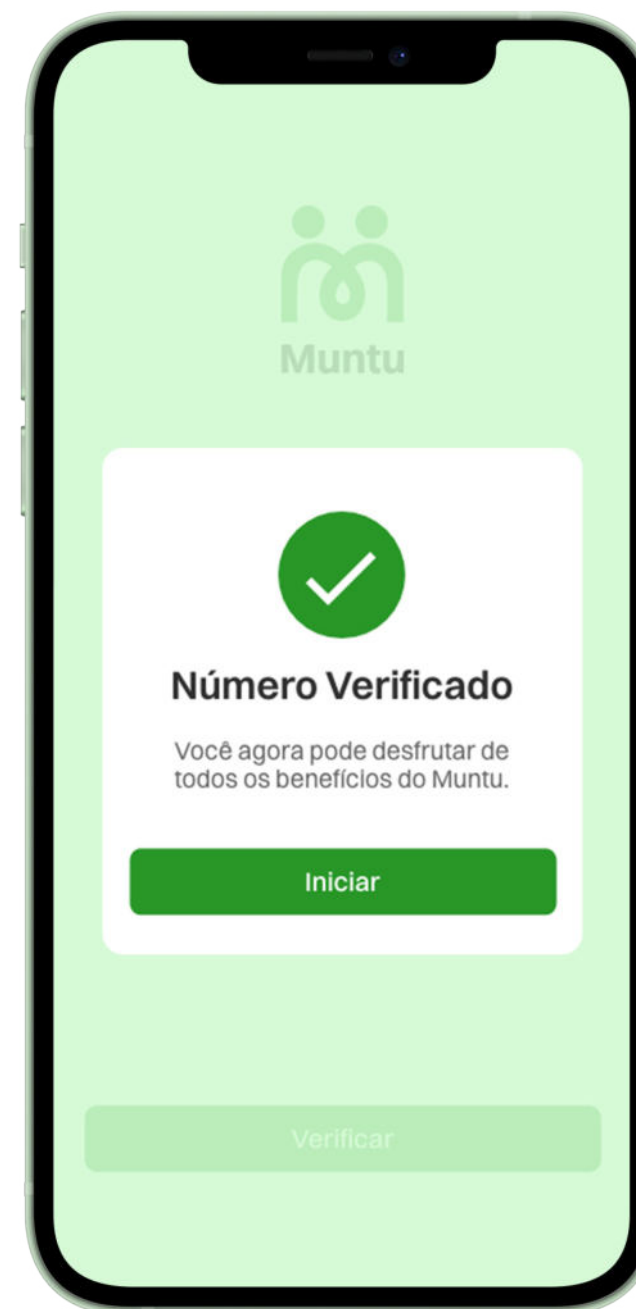 Muntu
Número Verificado
Você agora pode desfrutar de
todos os benefícios do Muntu.
Iniciar
Verificar